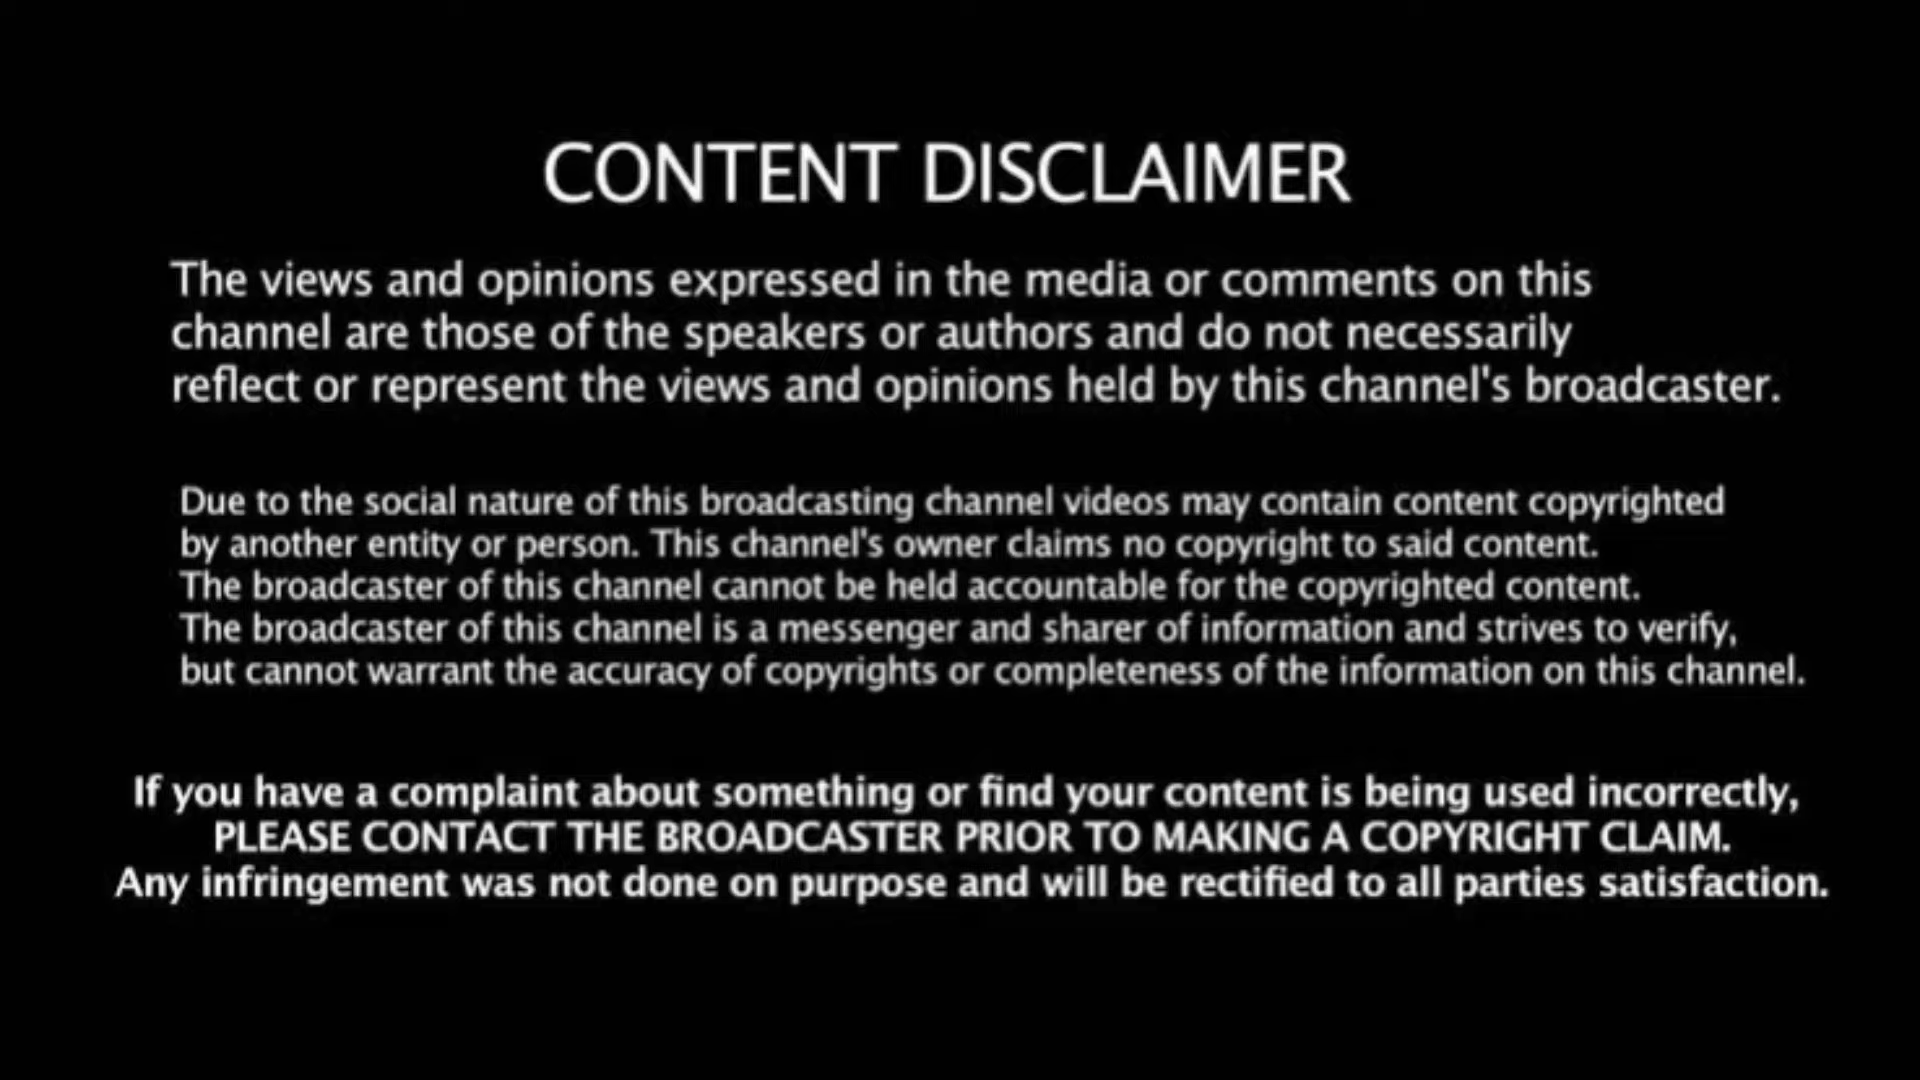 CONTENT DISCLAIMER
The views and opinions expressed in the media or comments on this
channel are those of the speakers or authors and do not necessarily
reflect or represent the views and opinions held by this channel's broadcaster.
Due to the social nature of this broadcasting channel videos may contain content copyrighted
by another entity or person. This channel's owner claims no copyright to said content.
The broadcaster of this channel cannot be held accountable for the copyrighted content.
The broadcaster of this channel is a messenger and sharer of information and strives to verify,
but cannot warrant the accuracy of copyrights or completeness of the information on this channel.
If you have a complaint about something or find your content is being used incorrectly,
PLEASE CONTACT THE BROADCASTER PRIOR TO MAKING A COPYRIGHT CLAIM.
Any infringement was not done on purpose and will be rectified to all parties satisfaction.